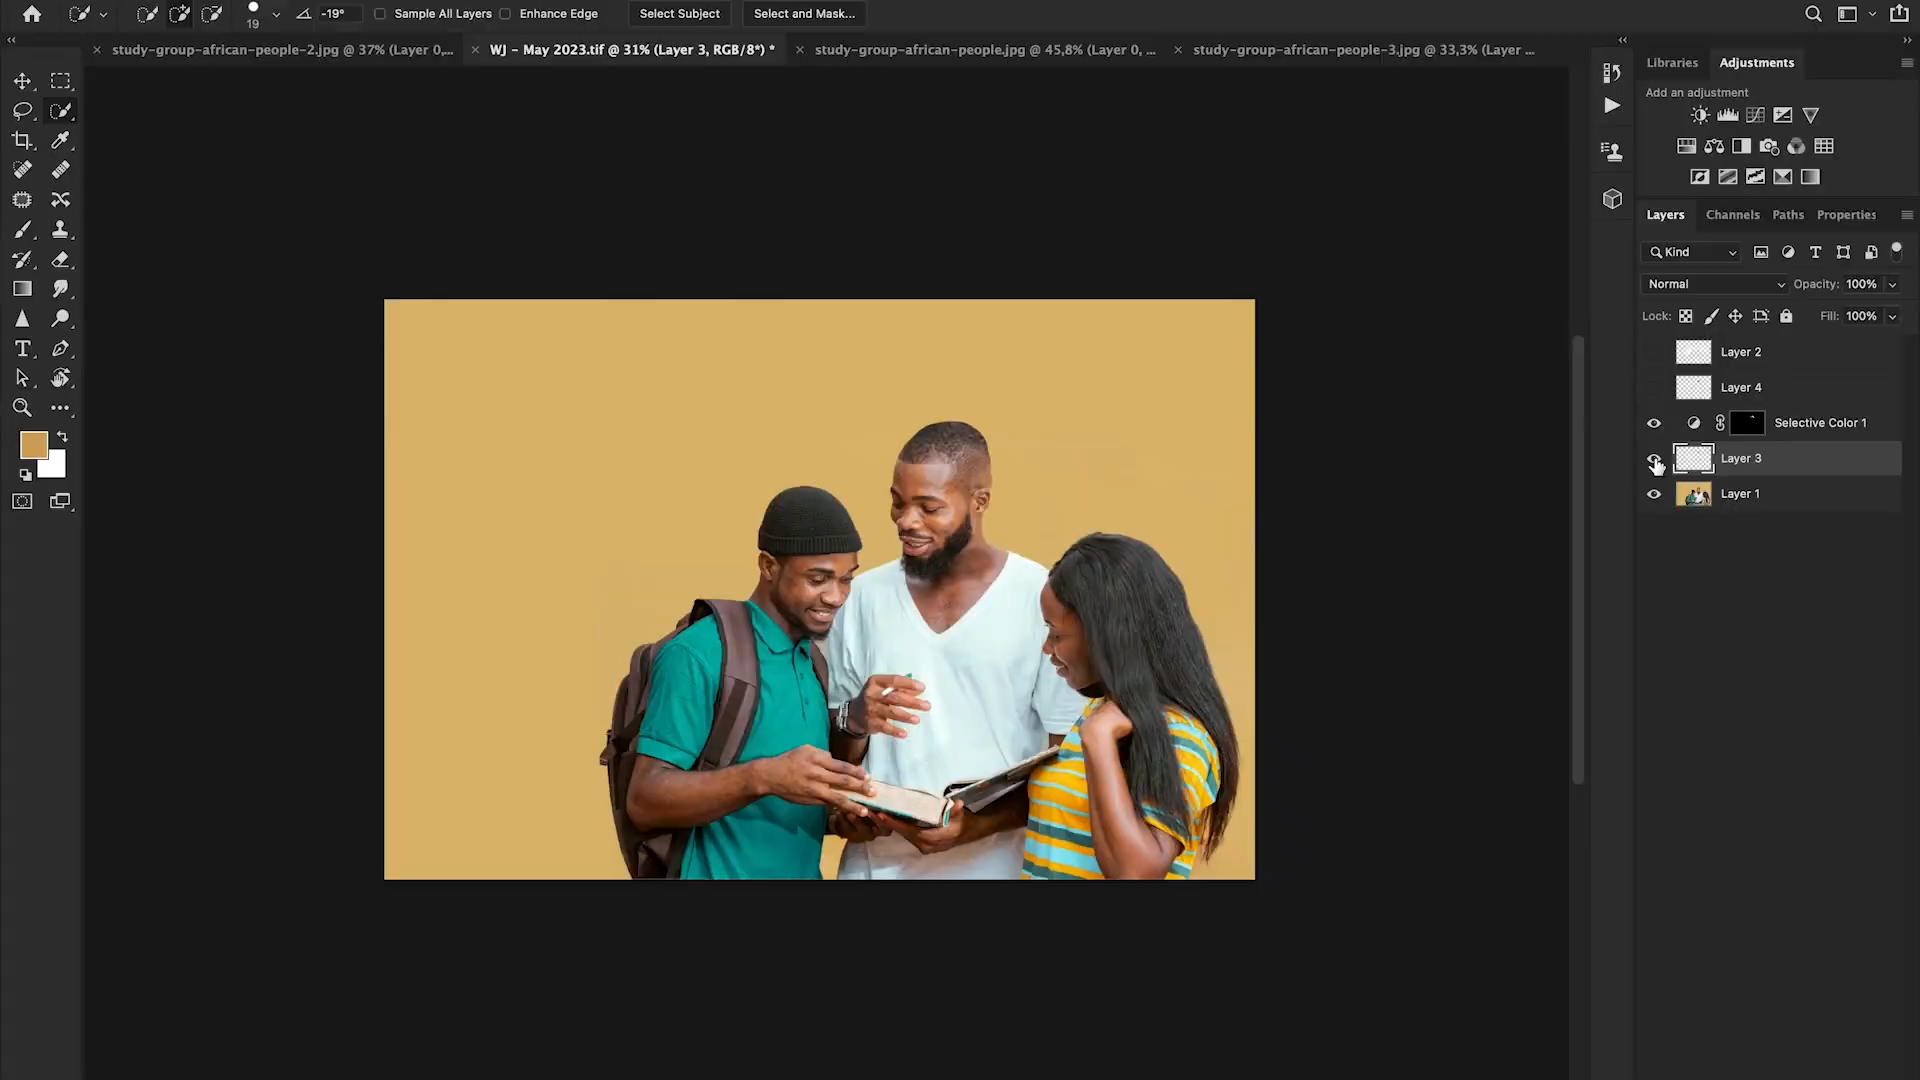 19
-19°
Sample All Layers
Enhance Edge
Select Subject
Select and Mask...
study-group-african-people-2.jpg @ 37% (Layer 0,...
WJ - May 2023.tif @ 31% (Layer 3, RGB/8*) *
study-group-african-people.jpg @ 45,8% (Layer 0, ...
study-group-african-people-3.jpg @ 33,3% (Layer ...
Libraries
Adjustments
Add an adjustment
Layers
Channels
Paths
Properties
Kind
Normal
Opacity: 100%
Lock:
Fill: 100%
Layer 2
Layer 4
Selective Color 1
Layer 3
Layer 1